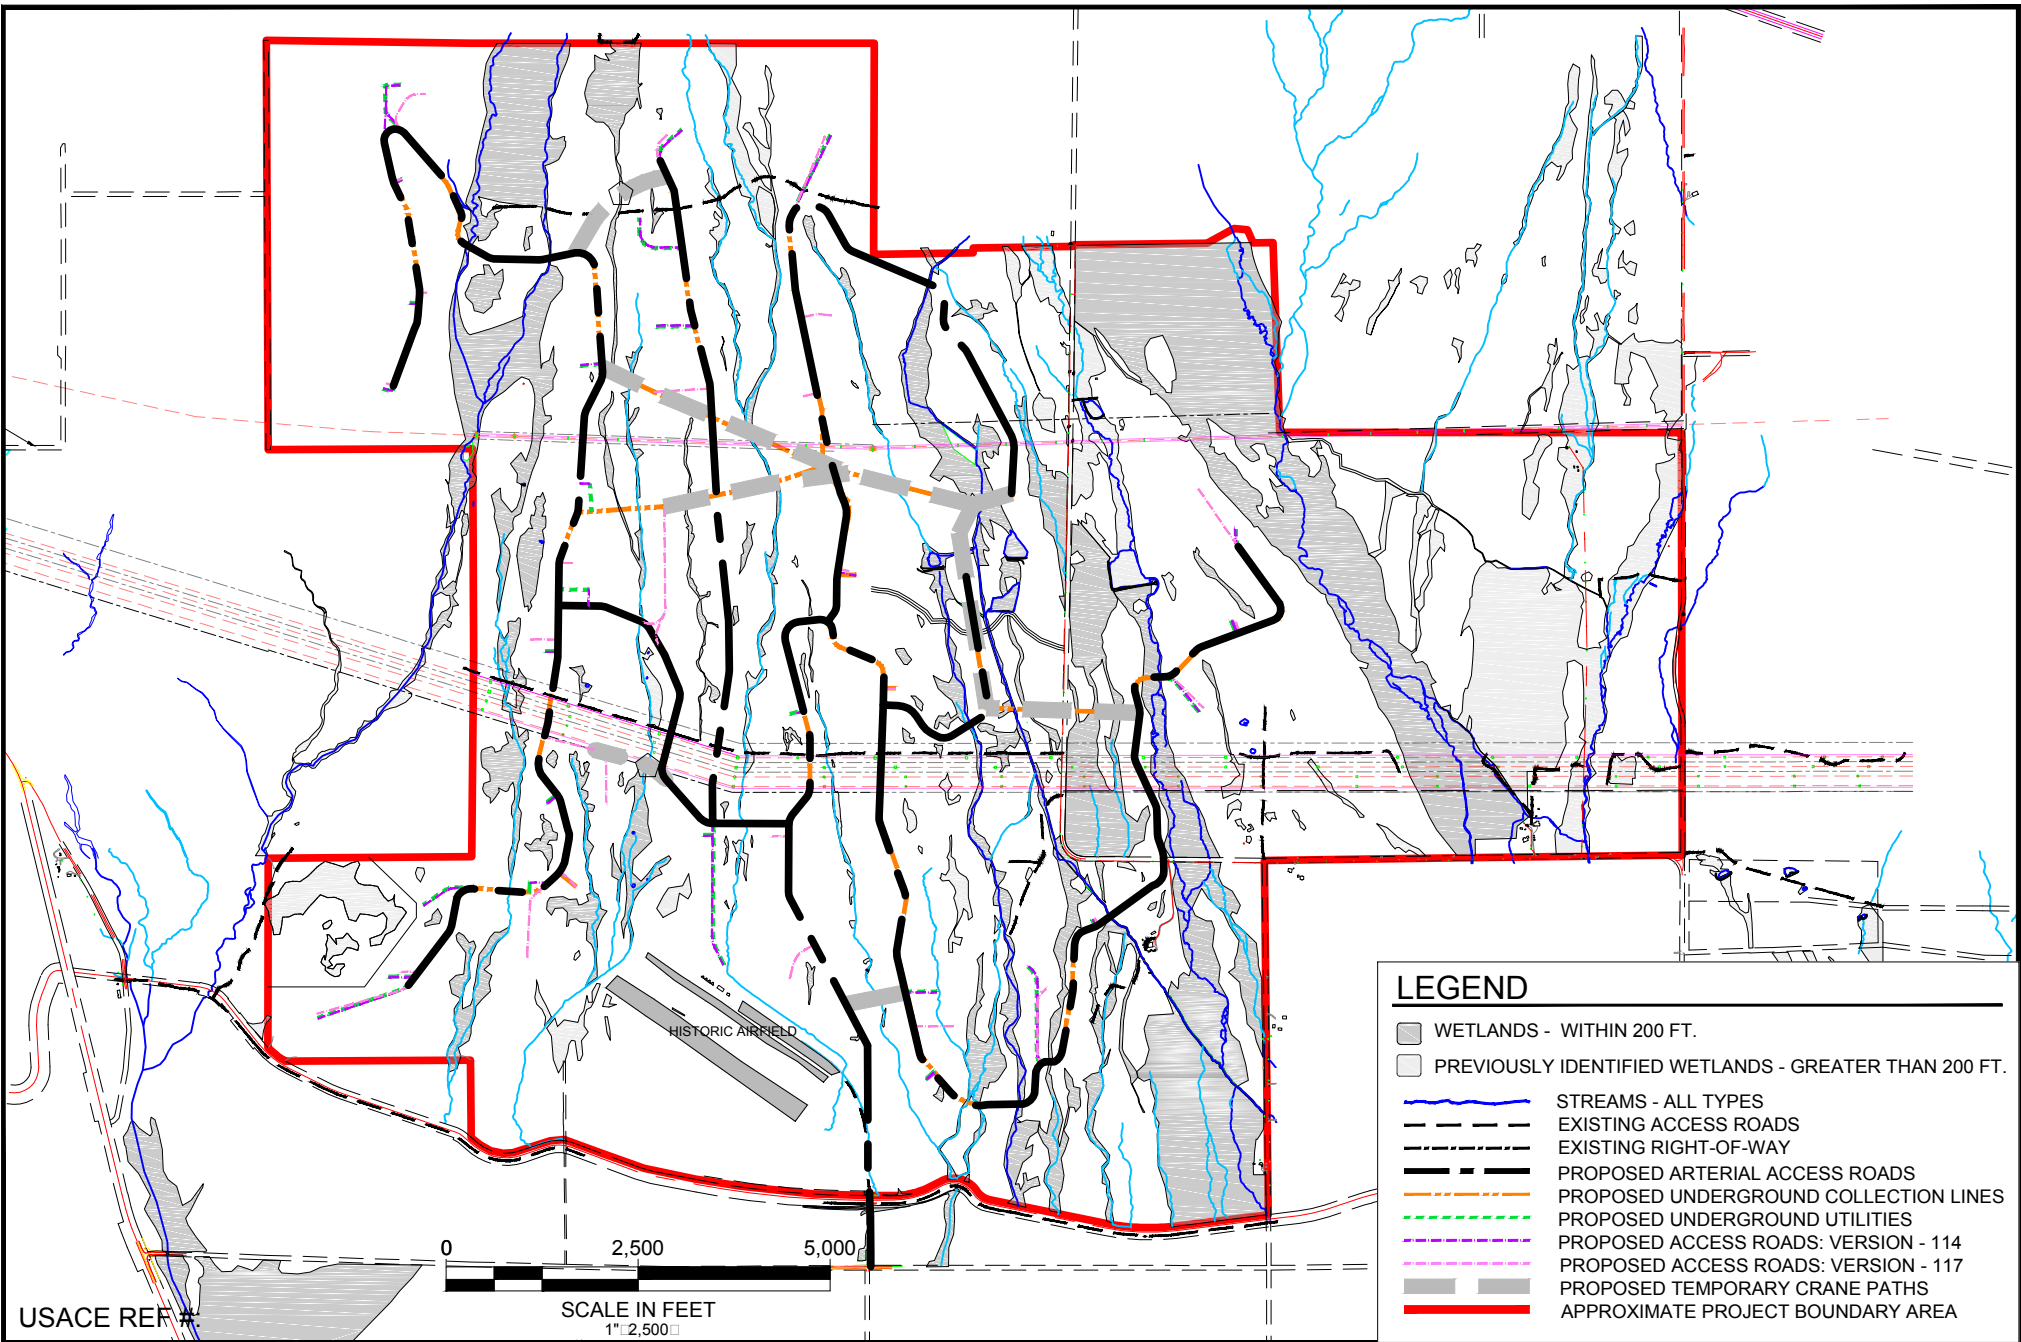 HISTORIC AIRFIELD
LEGEND
WETLANDS - WITHIN 200 FT.
PREVIOUSLY IDENTIFIED WETLANDS - GREATER THAN 200 FT.
STREAMS - ALL TYPES
EXISTING ACCESS ROADS
EXISTING RIGHT-OF-WAY
PROPOSED ARTERIAL ACCESS ROADS
PROPOSED UNDERGROUND COLLECTION LINES
PROPOSED UNDERGROUND UTILITIES
PROPOSED ACCESS ROADS: VERSION - 114
PROPOSED ACCESS ROADS: VERSION - 117
PROPOSED TEMPORARY CRANE PATHS
APPROXIMATE PROJECT BOUNDARY AREA
0 2,500 5,000
SCALE IN FEET
1"□2,500□
USACE REF #: